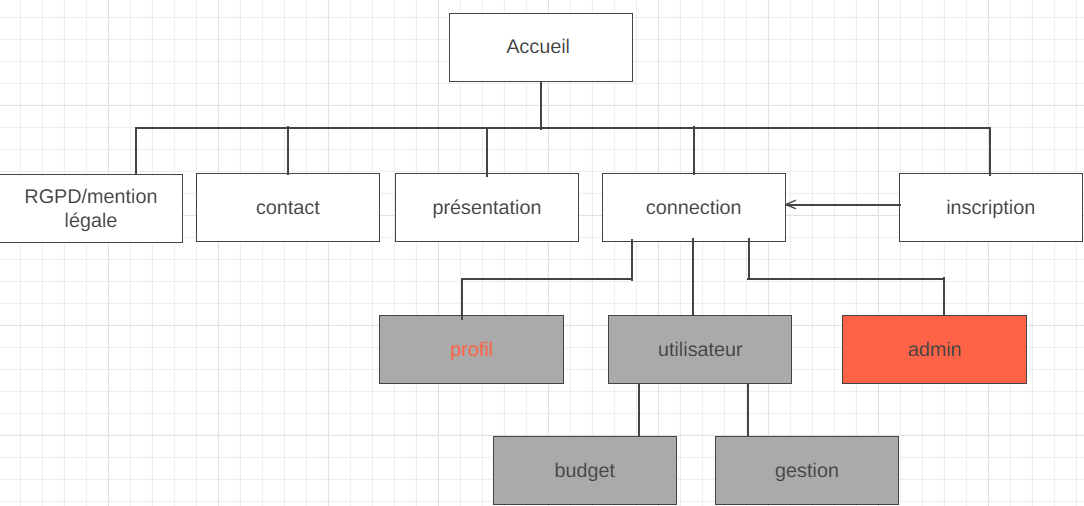 Accueil
RGPD/mention
légale
contact
présentation
connection
inscription
profil
utilisateur
admin
budget
gestion